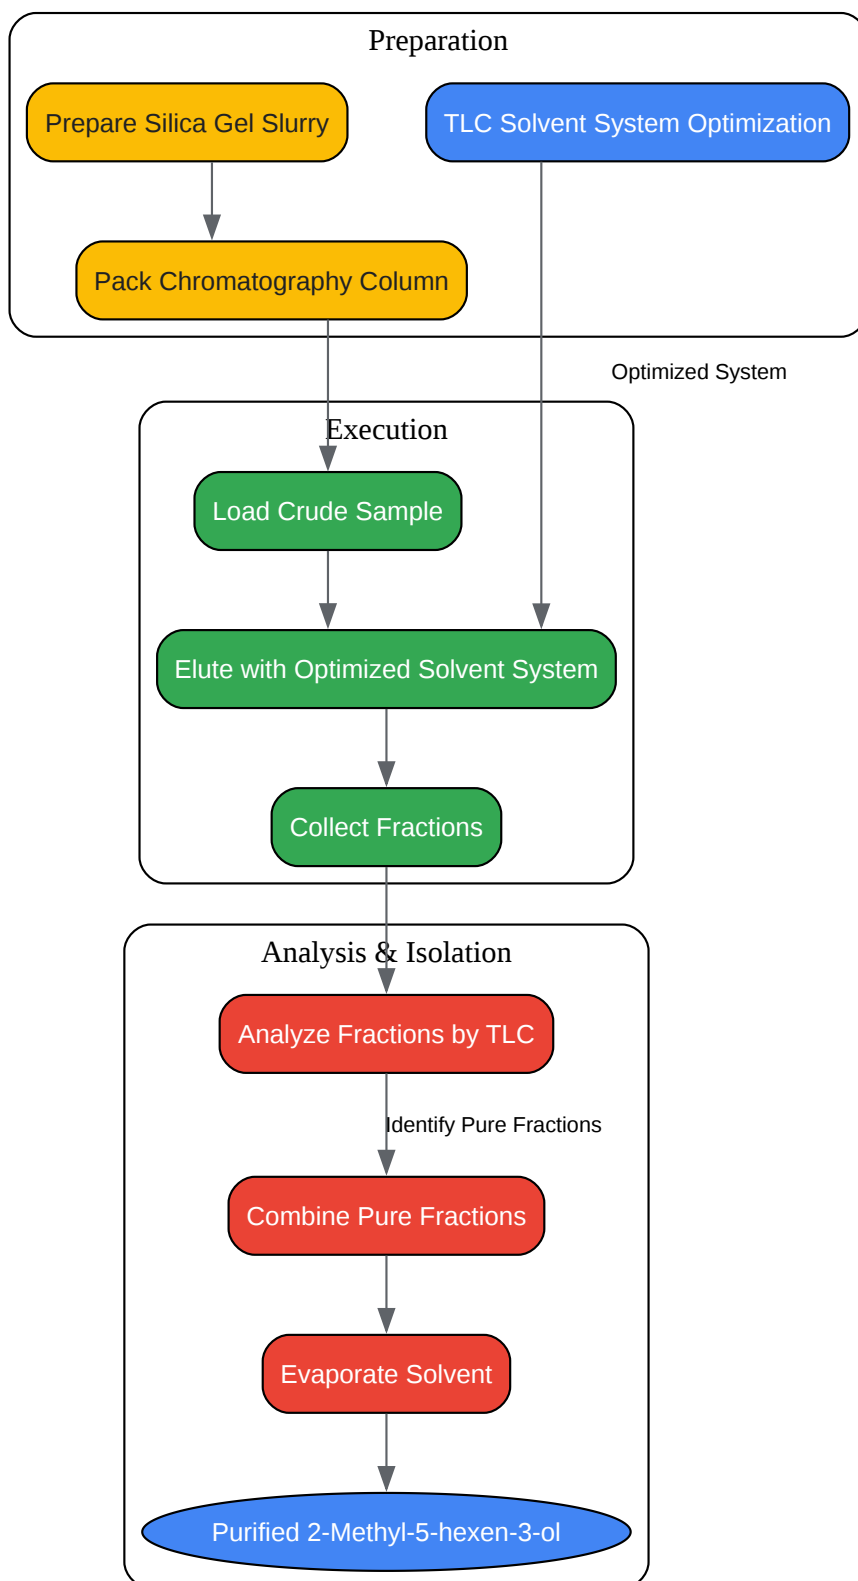 Preparation
Prepare Silica Gel Slurry
TLC Solvent System Optimization
Pack Chromatography Column
Optimized System
Execution
Load Crude Sample
Elute with Optimized Solvent System
Collect Fractions
Analysis & Isolation
Analyze Fractions by TLC
Identify Pure Fractions
Combine Pure Fractions
Evaporate Solvent
Purified 2-Methyl-5-hexen-3-ol